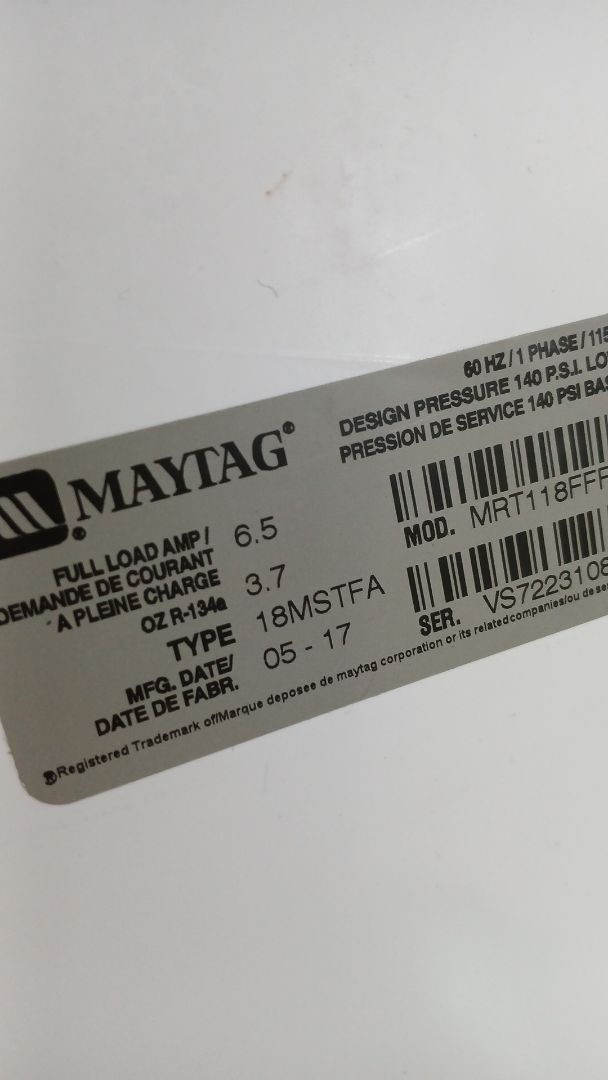 60 HZ / 1 PHASE / 115
DESIGN PRESSURE 140 P.S.I. LO
PRESSION DE SERVICE 140 PSI BAS
MAYTAG®
®
FULL LOAD AMP / 6.5
DEMANDE DE COURANT
A PLEINE CHARGE
OZ R-134a 3.7
TYPE 18MSTFA
MFG. DATE/ 05 - 17
DATE DE FABR.
MOD. MRT118FFF
SER. VS7223108
®Registered Trademark of/Marque deposee de maytag corporation or its related companies/ou de ses